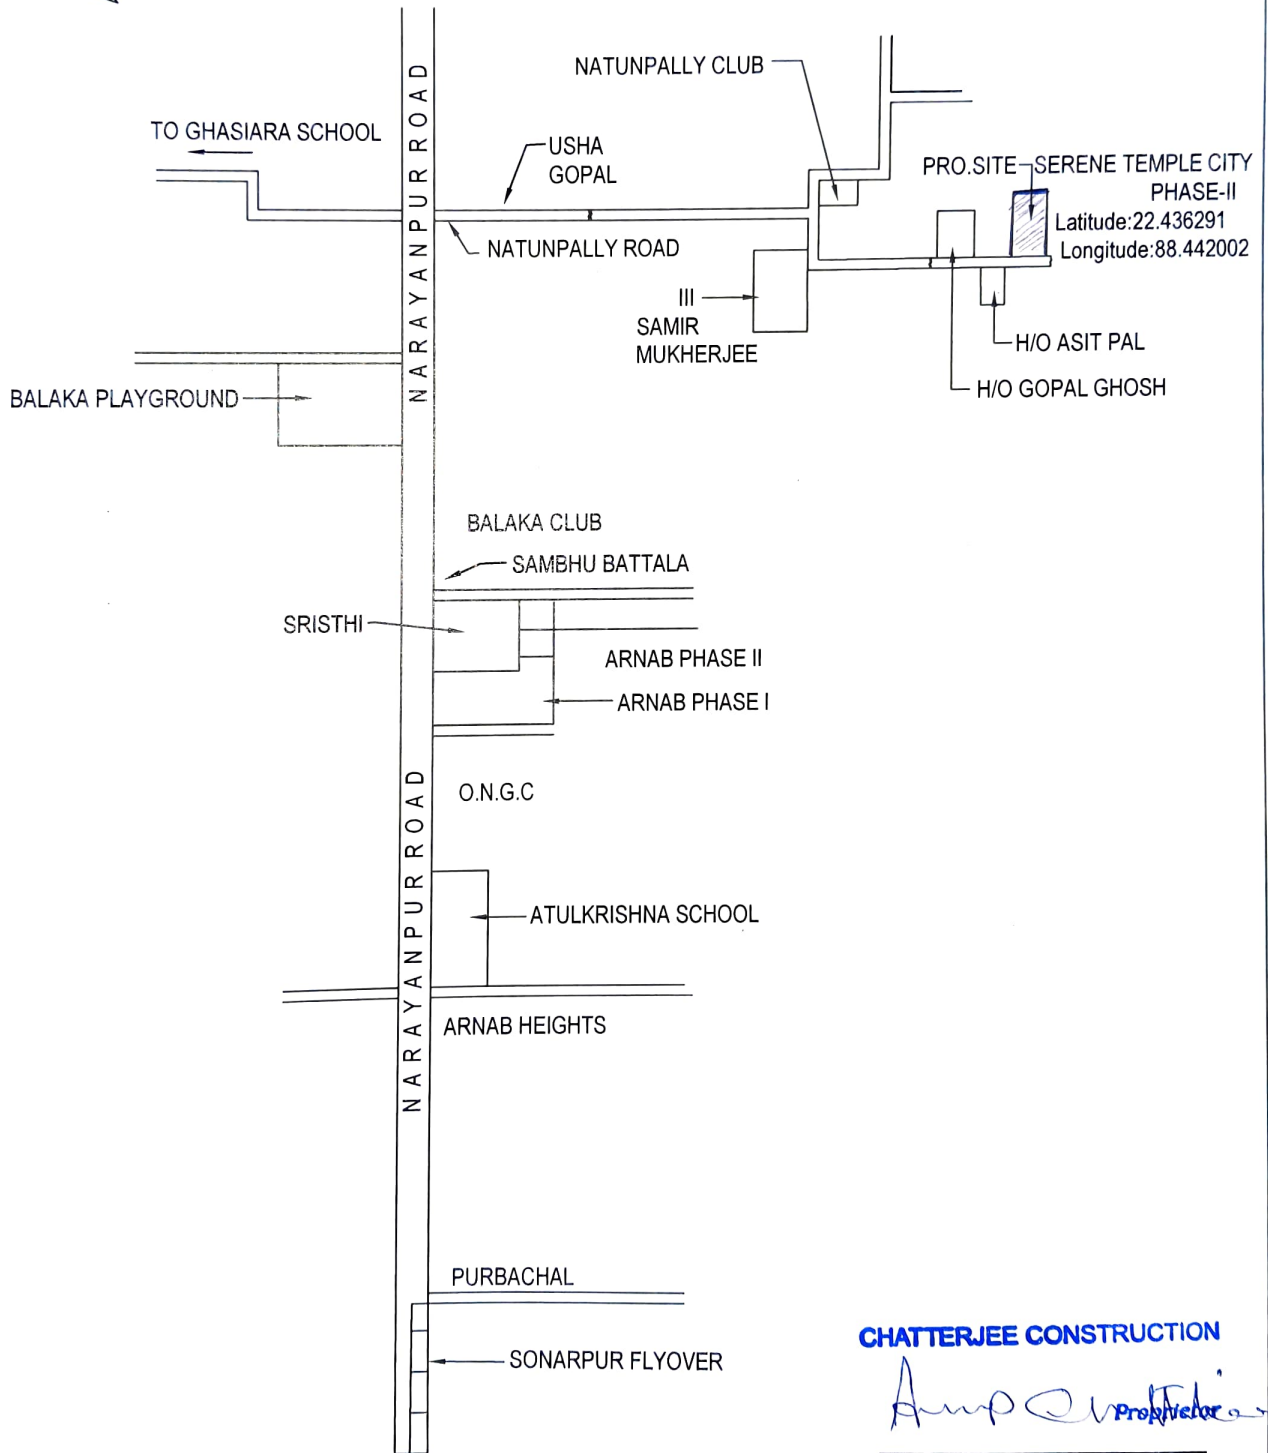 NATUNPALLY CLUB
TO GHASIARA SCHOOL
NARAYANPUR ROAD
USHA
GOPAL
PRO.SITE
SERENE TEMPLE CITY
PHASE-II
Latitude:22.436291
Longitude:88.442002
NATUNPALLY ROAD
III
SAMIR
MUKHERJEE
H/O ASIT PAL
H/O GOPAL GHOSH
BALAKA PLAYGROUND
BALAKA CLUB
SAMBHU BATTALA
SRISTHI
ARNAB PHASE II
ARNAB PHASE I
NARAYANPUR ROAD
O.N.G.C
ATULKRISHNA SCHOOL
ARNAB HEIGHTS
PURBACHAL
SONARPUR FLYOVER
CHATTERJEE CONSTRUCTION
Proprietor